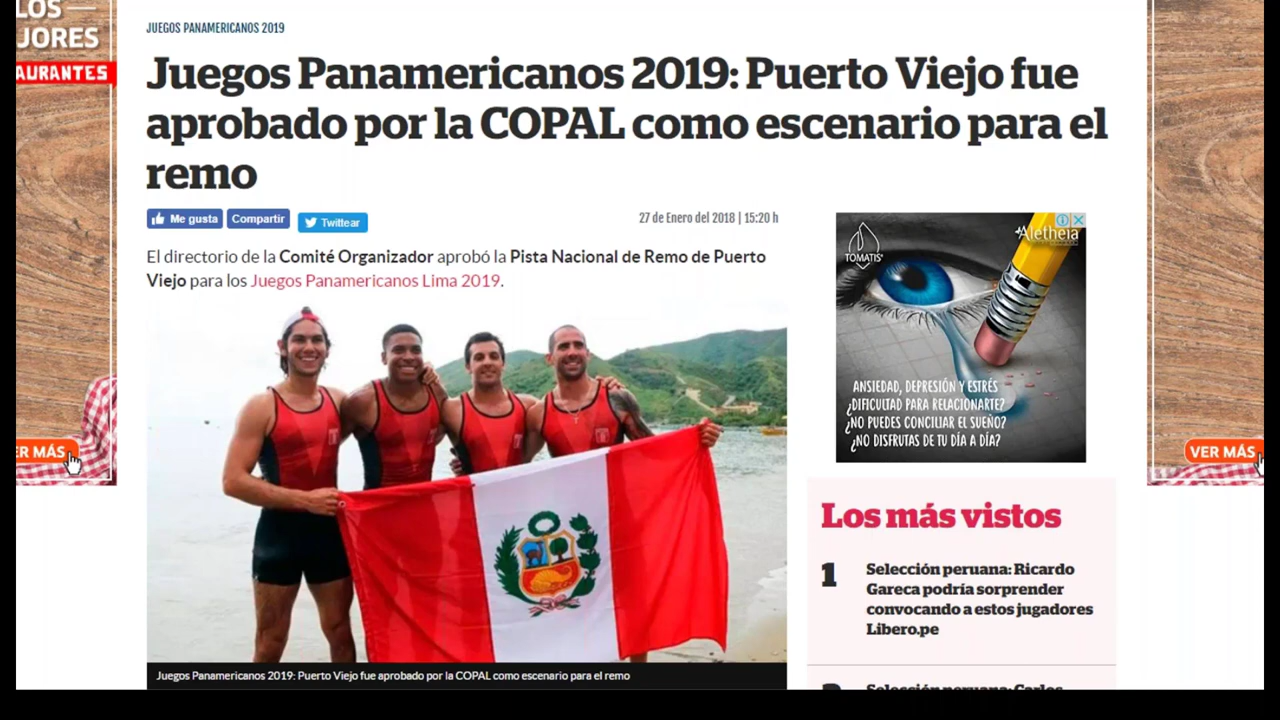 LOS
JORES
AURANTES
ER MÁS
JUEGOS PANAMERICANOS 2019
Juegos Panamericanos 2019: Puerto Viejo fue
aprobado por la COPAL como escenario para el
remo
Me gusta
Compartir
Twittear
27 de Enero del 2018 | 15:20 h
El directorio de la Comité Organizador aprobó la Pista Nacional de Remo de Puerto
Viejo para los Juegos Panamericanos Lima 2019.
Juegos Panamericanos 2019: Puerto Viejo fue aprobado por la COPAL como escenario para el remo
TOMATIS
Aletheia
ANSIEDAD, DEPRESIÓN Y ESTRÉS
¿DIFICULTAD PARA RELACIONARTE?
¿NO PUEDES CONCILIAR EL SUEÑO?
¿NO DISFRUTAS DE TU DÍA A DÍA?
Los más vistos
1
Selección peruana: Ricardo
Gareca podría sorprender
convocando a estos jugadores
Libero.pe
2
Selección peruana: Carlos
VER MÁS